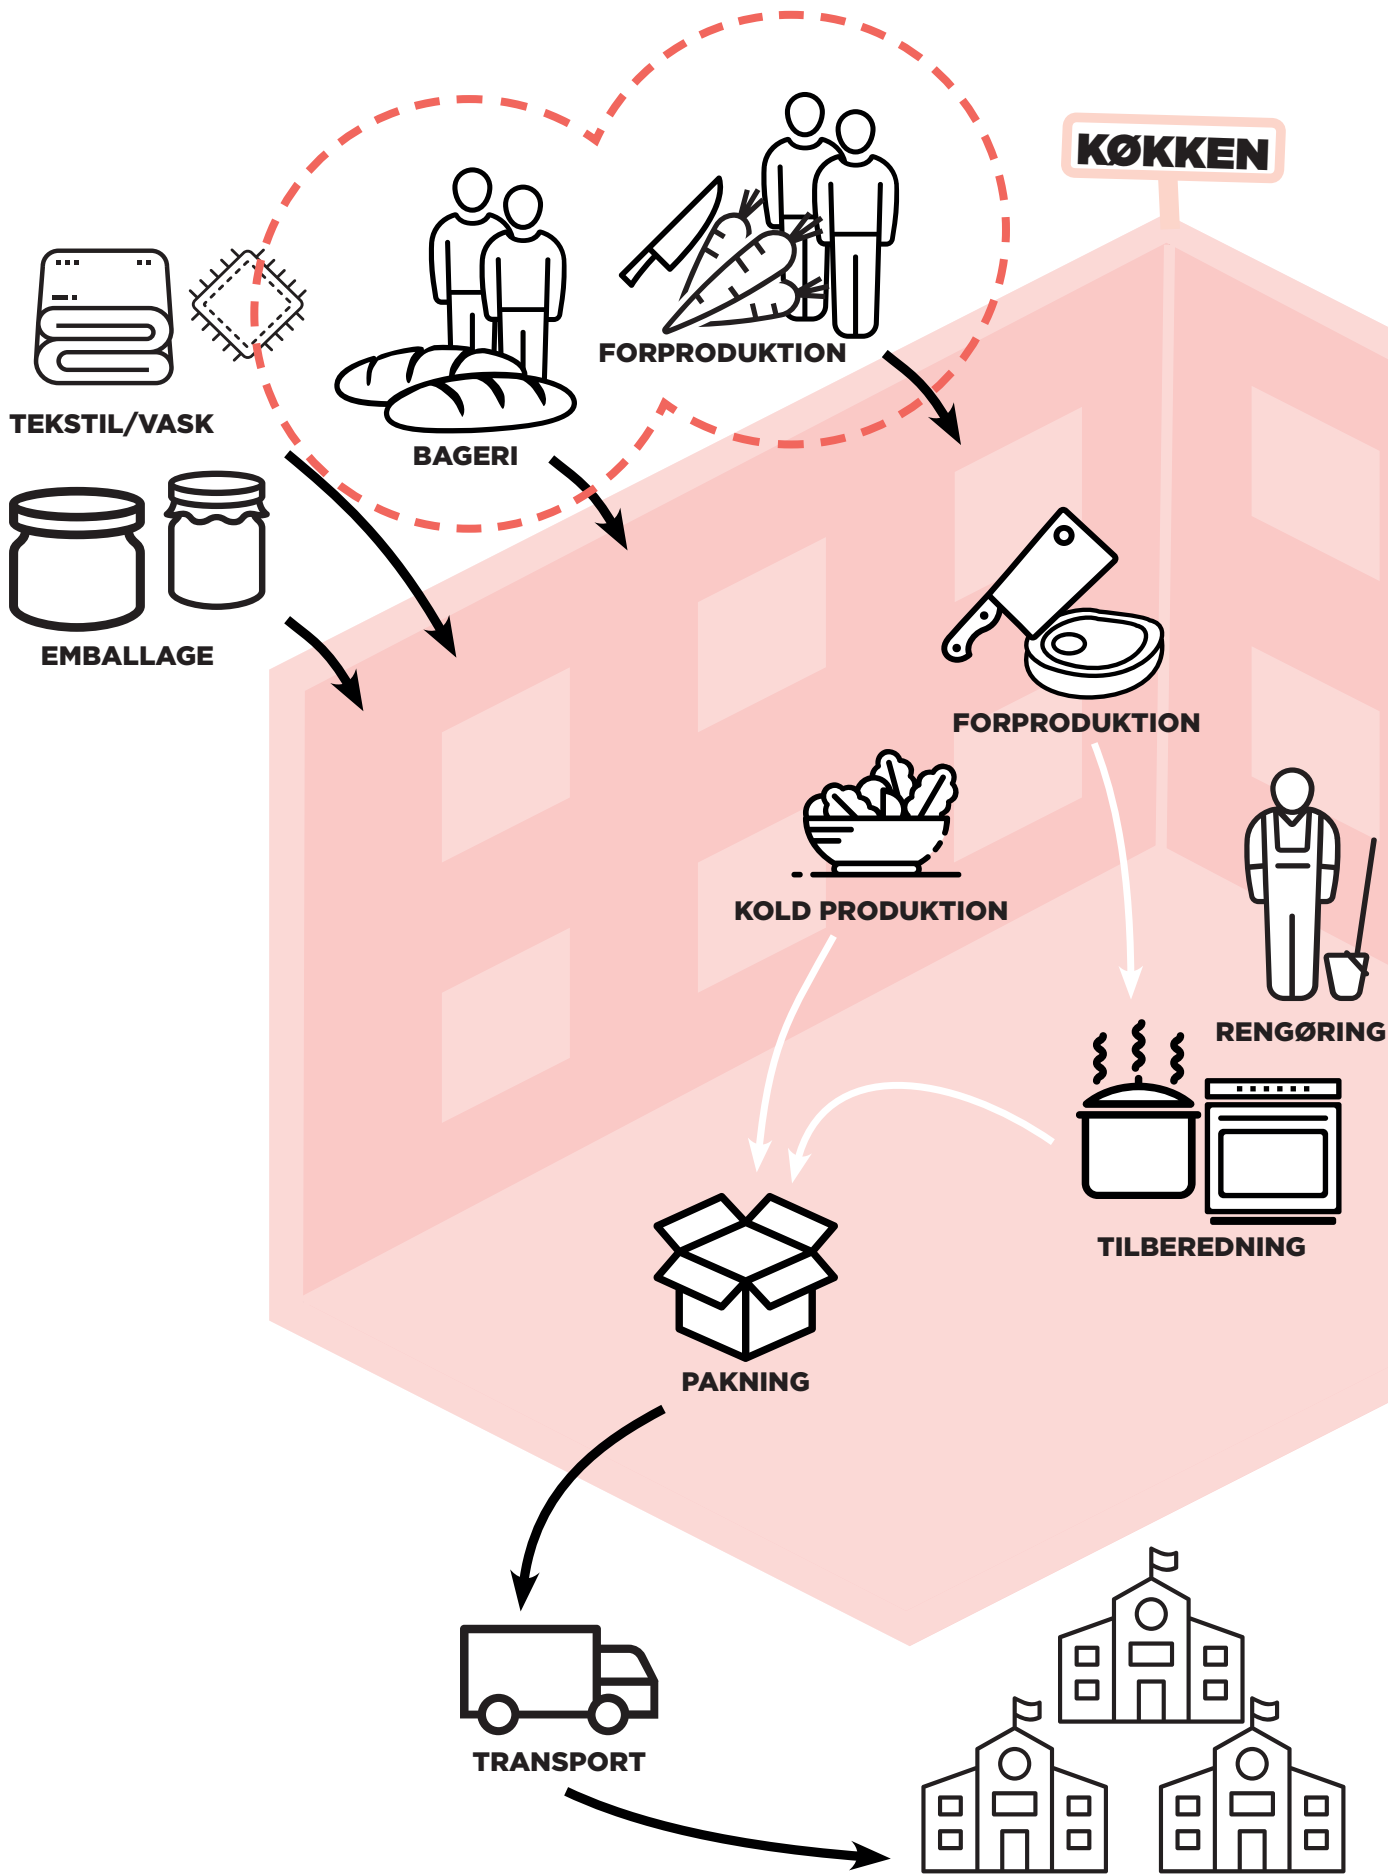 KØKKEN
FORPRODUKTION
TEKSTIL/VASK
BAGERI
EMBALLAGE
FORPRODUKTION
KOLD PRODUKTION
RENGØRING
TILBEREDNING
PAKNING
TRANSPORT